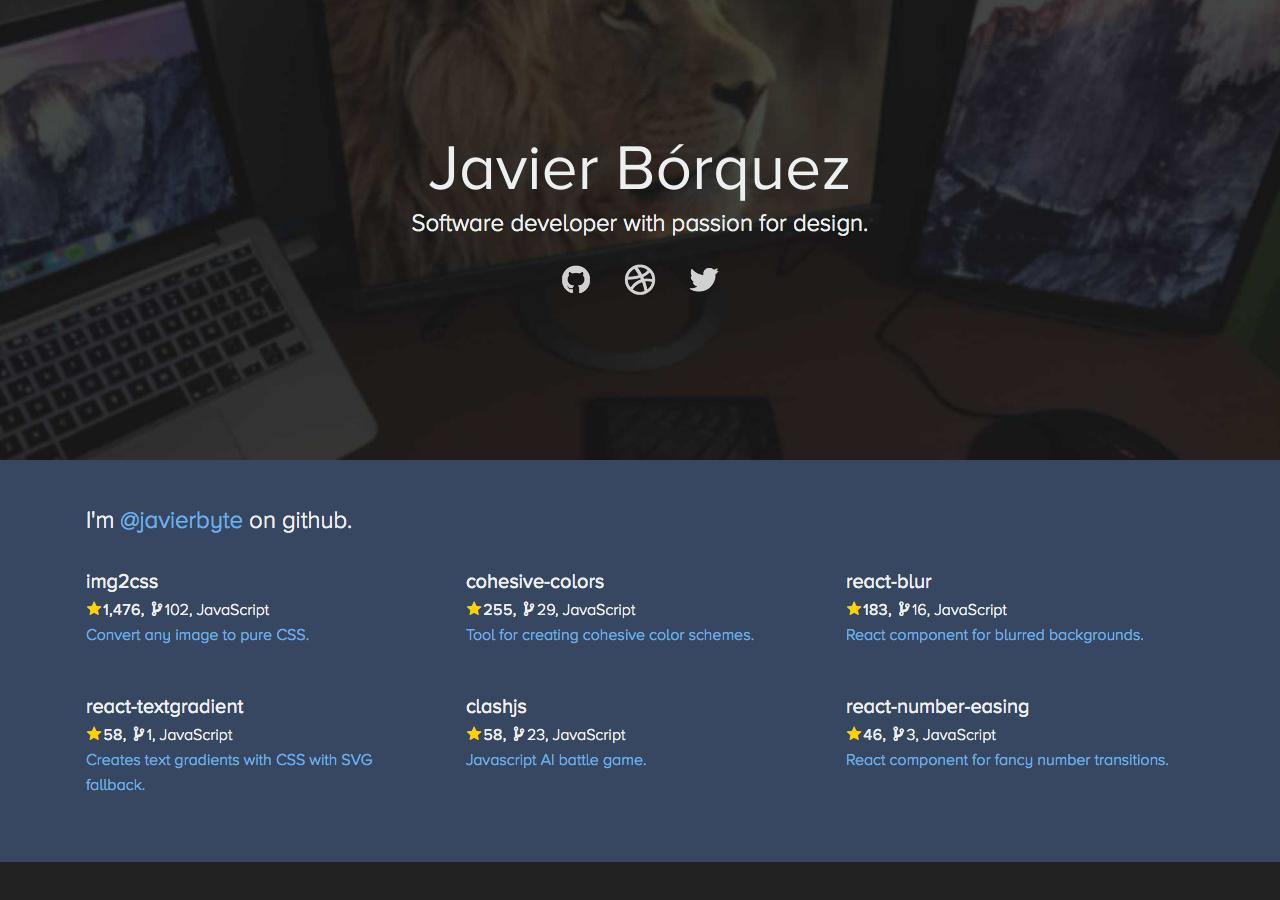 Javier Bórquez
Software developer with passion for design.
I'm @javierbyte on github.
img2css
1,476, 102, JavaScript
Convert any image to pure CSS.
cohesive-colors
255, 29, JavaScript
Tool for creating cohesive color schemes.
react-blur
183, 16, JavaScript
React component for blurred backgrounds.
react-textgradient
58, 1, JavaScript
Creates text gradients with CSS with SVG
fallback.
clashjs
58, 23, JavaScript
Javascript AI battle game.
react-number-easing
46, 3, JavaScript
React component for fancy number transitions.